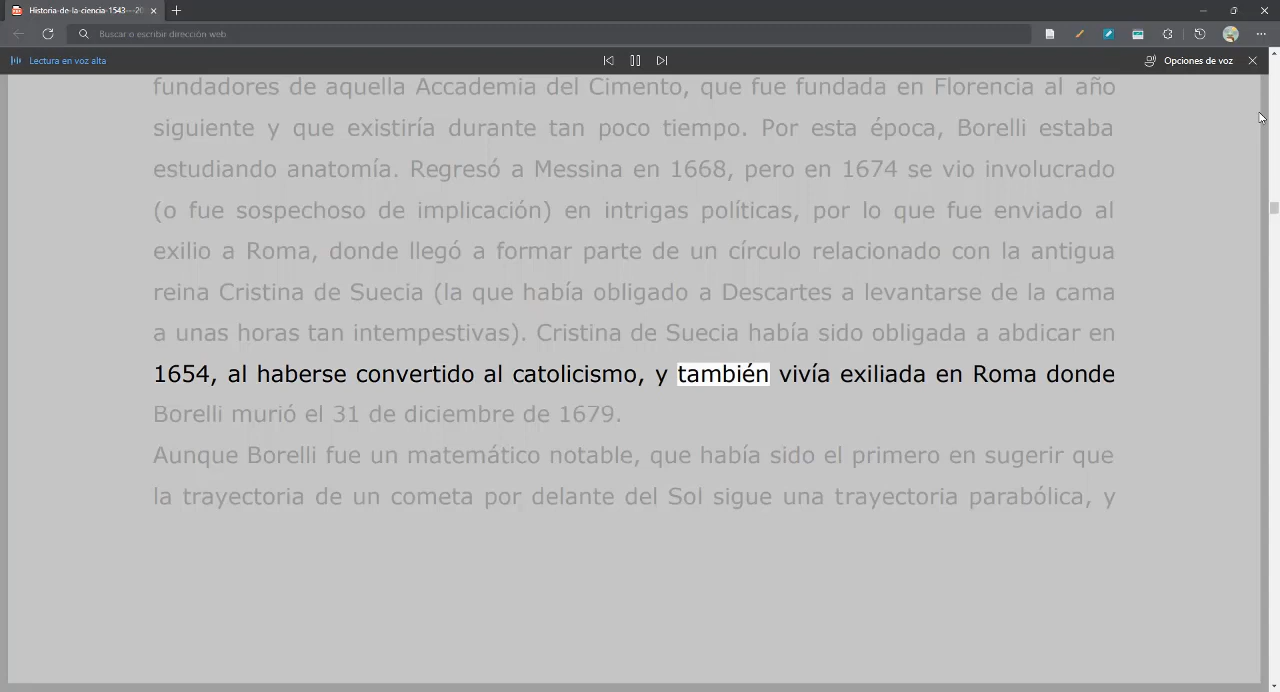 Historia-de-la-ciencia-1543---20
Buscar o escribir dirección web
Lectura en voz alta
Opciones de voz
fundadores de aquella Accademia del Cimento, que fue fundada en Florencia al año
siguiente y que existiría durante tan poco tiempo. Por esta época, Borelli estaba
estudiando anatomía. Regresó a Messina en 1668, pero en 1674 se vio involucrado
(o fue sospechoso de implicación) en intrigas políticas, por lo que fue enviado al
exilio a Roma, donde llegó a formar parte de un círculo relacionado con la antigua
reina Cristina de Suecia (la que había obligado a Descartes a levantarse de la cama
a unas horas tan intempestivas). Cristina de Suecia había sido obligada a abdicar en
1654, al haberse convertido al catolicismo, y también vivía exiliada en Roma donde
Borelli murió el 31 de diciembre de 1679.
Aunque Borelli fue un matemático notable, que había sido el primero en sugerir que
la trayectoria de un cometa por delante del Sol sigue una trayectoria parabólica, y